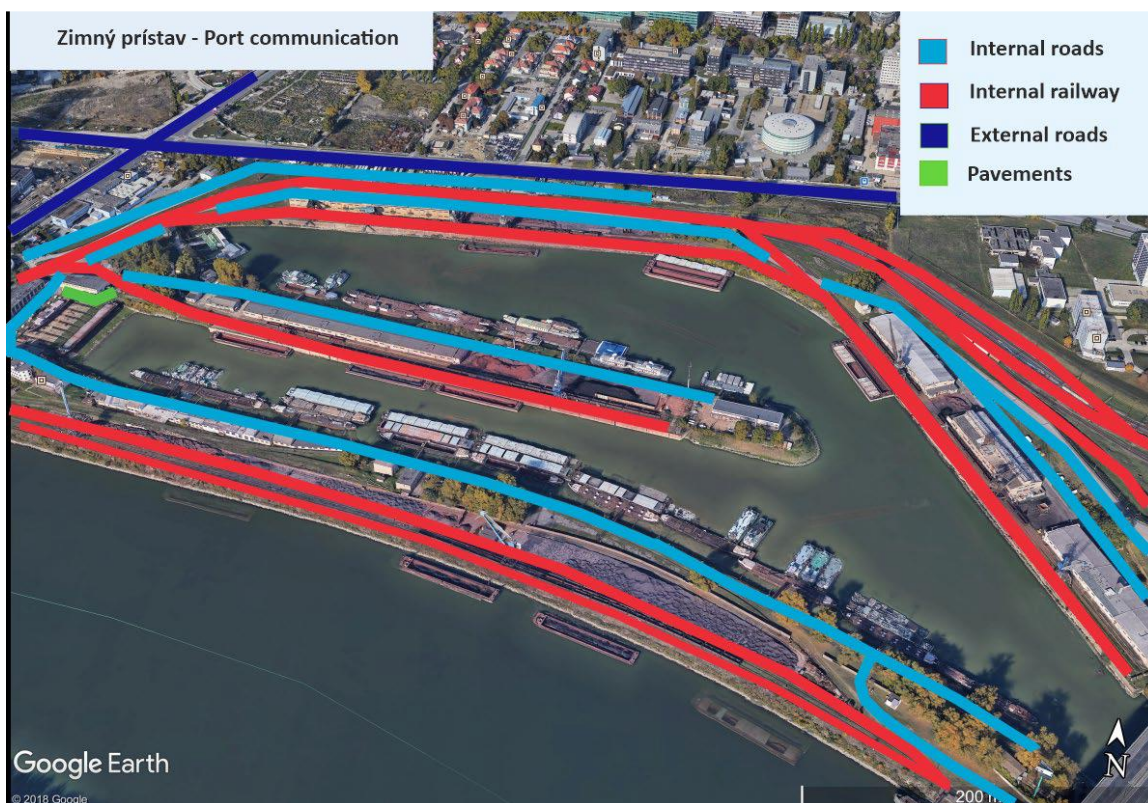 Zimný prístav - Port communication
Internal roads
Internal railway
External roads
Pavements
Google Earth
© 2018 Google
200 m
N